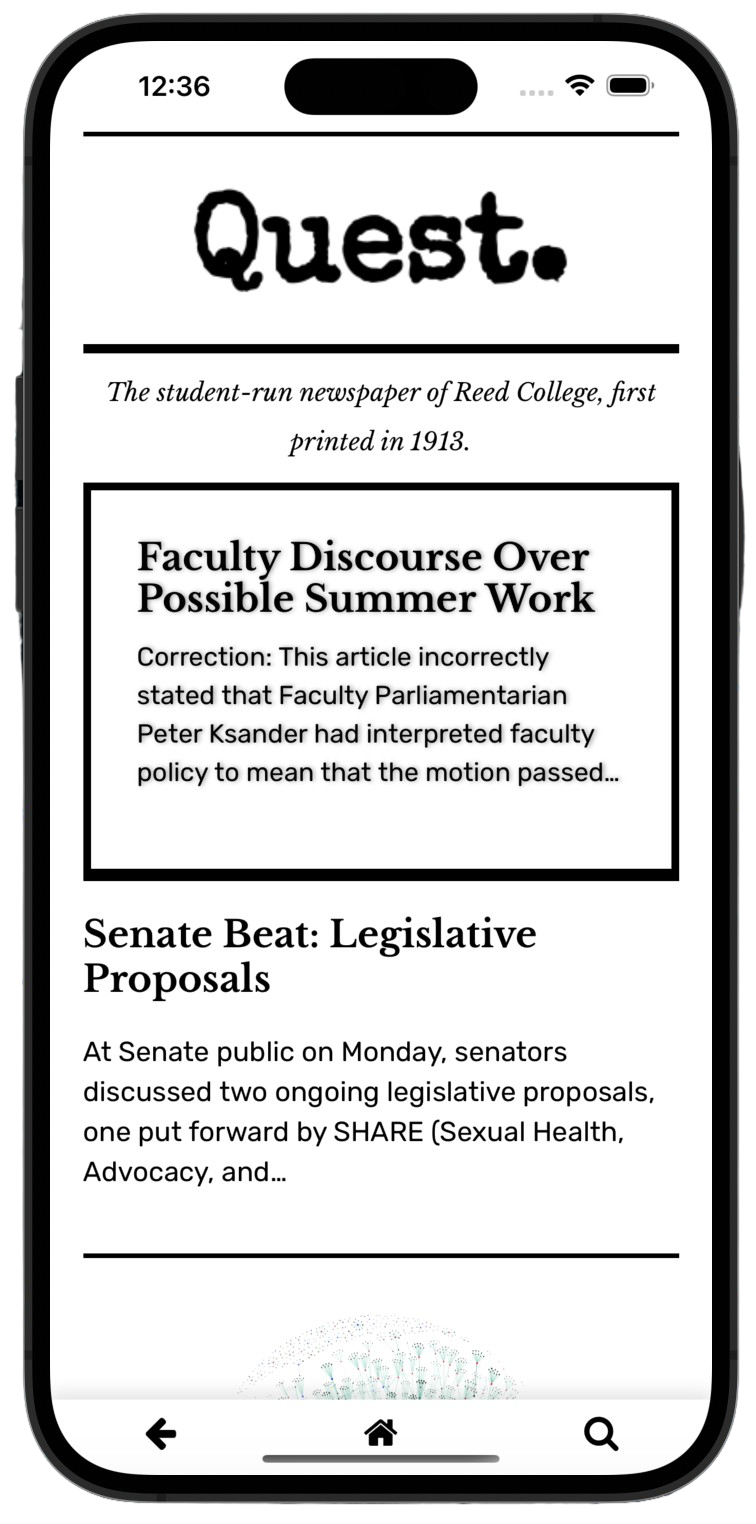 12:36
Quest.
The student-run newspaper of Reed College, first
printed in 1913.
Faculty Discourse Over
Possible Summer Work
Correction: This article incorrectly
stated that Faculty Parliamentarian
Peter Ksander had interpreted faculty
policy to mean that the motion passed…
Senate Beat: Legislative
Proposals
At Senate public on Monday, senators
discussed two ongoing legislative proposals,
one put forward by SHARE (Sexual Health,
Advocacy, and…